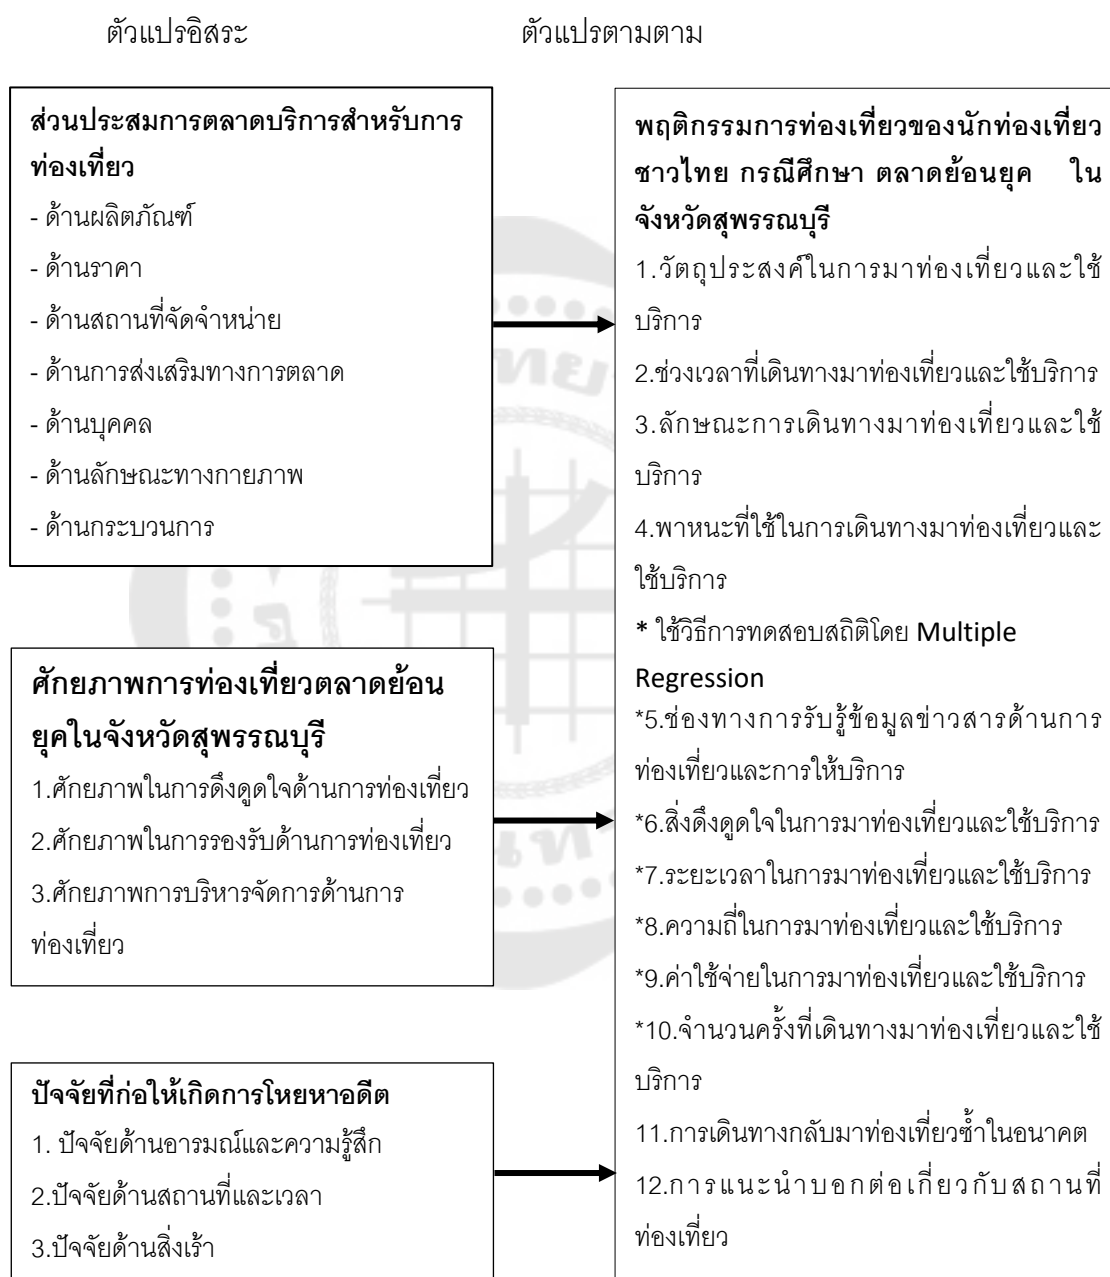 ตัวแปรอิสระ
ตัวแปรตามตาม
ส่วนประสมการตลาดบริการสำหรับการ
ท่องเที่ยว
- ด้านผลิตภัณฑ์
- ด้านราคา
- ด้านสถานที่จัดจำหน่าย
- ด้านการส่งเสริมทางการตลาด
- ด้านบุคคล
- ด้านลักษณะทางกายภาพ
- ด้านกระบวนการ
ศักยภาพการท่องเที่ยวตลาดย้อน
ยุคในจังหวัดสุพรรณบุรี
1.ศักยภาพในการดึงดูดใจด้านการท่องเที่ยว
2.ศักยภาพในการรองรับด้านการท่องเที่ยว
3.ศักยภาพการบริหารจัดการด้านการ
ท่องเที่ยว
ปัจจัยที่ก่อให้เกิดการโหยหาอดีต
1. ปัจจัยด้านอารมณ์และความรู้สึก
2.ปัจจัยด้านสถานที่และเวลา
3.ปัจจัยด้านสิ่งเร้า
พฤติกรรมการท่องเที่ยวของนักท่องเที่ยว
ชาวไทย กรณีศึกษา ตลาดย้อนยุค ใน
จังหวัดสุพรรณบุรี
1.วัตถุประสงค์ในการมาท่องเที่ยวและใช้
บริการ
2.ช่วงเวลาที่เดินทางมาท่องเที่ยวและใช้บริการ
3.ลักษณะการเดินทางมาท่องเที่ยวและใช้
บริการ
4.พาหนะที่ใช้ในการเดินทางมาท่องเที่ยวและ
ใช้บริการ
* ใช้วิธีการทดสอบสถิติโดย Multiple
Regression
*5.ช่องทางการรับรู้ข้อมูลข่าวสารด้านการ
ท่องเที่ยวและการให้บริการ
*6.สิ่งดึงดูดใจในการมาท่องเที่ยวและใช้บริการ
*7.ระยะเวลาในการมาท่องเที่ยวและใช้บริการ
*8.ความถี่ในการมาท่องเที่ยวและใช้บริการ
*9.ค่าใช้จ่ายในการมาท่องเที่ยวและใช้บริการ
*10.จำนวนครั้งที่เดินทางมาท่องเที่ยวและใช้
บริการ
11.การเดินทางกลับมาท่องเที่ยวซ้ำในอนาคต
12.การแนะนำบอกต่อเกี่ยวกับสถานที่
ท่องเที่ยว